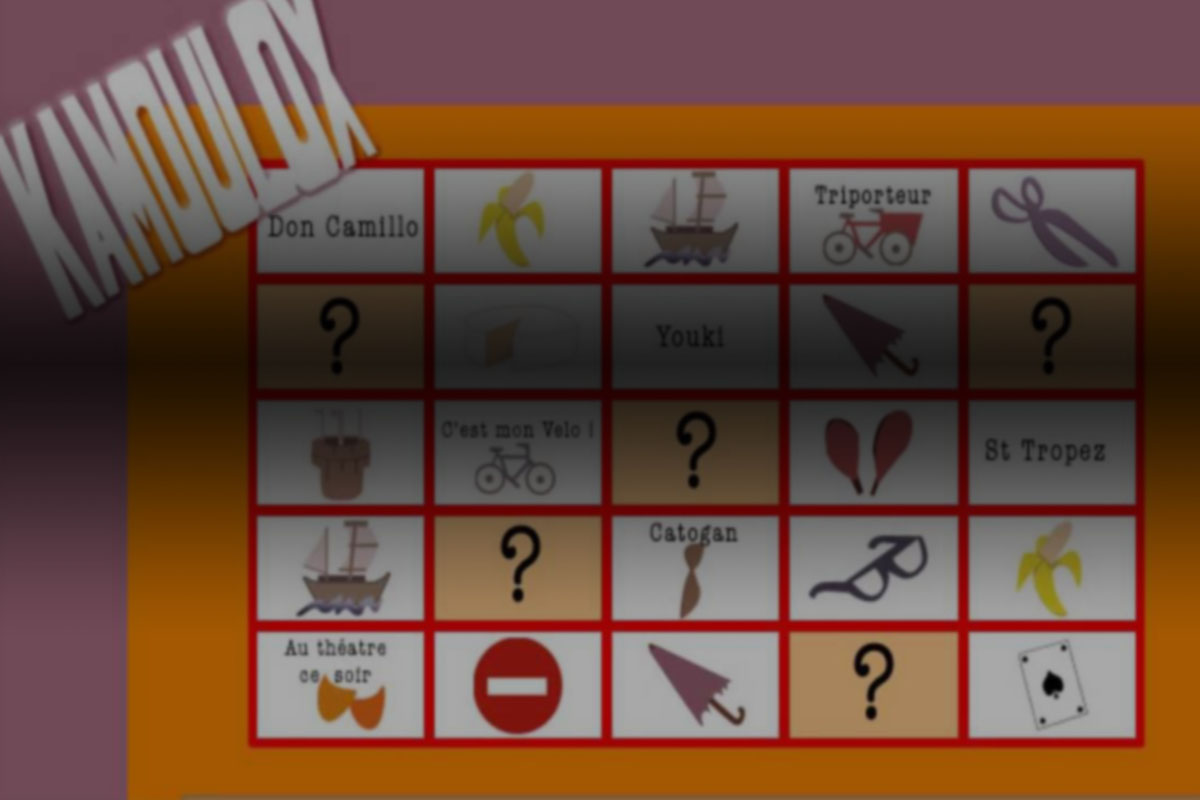 KAMOULOX
Don Camillo
Triporteur
?
Youki
?
C'est mon Velo !
?
St Tropez
?
Catogan
Au théatre
ce soir
?